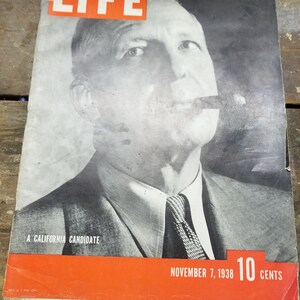 LIFE
A CALIFORNIA CANDIDATE
NOVEMBER 7, 1938 10 CENTS